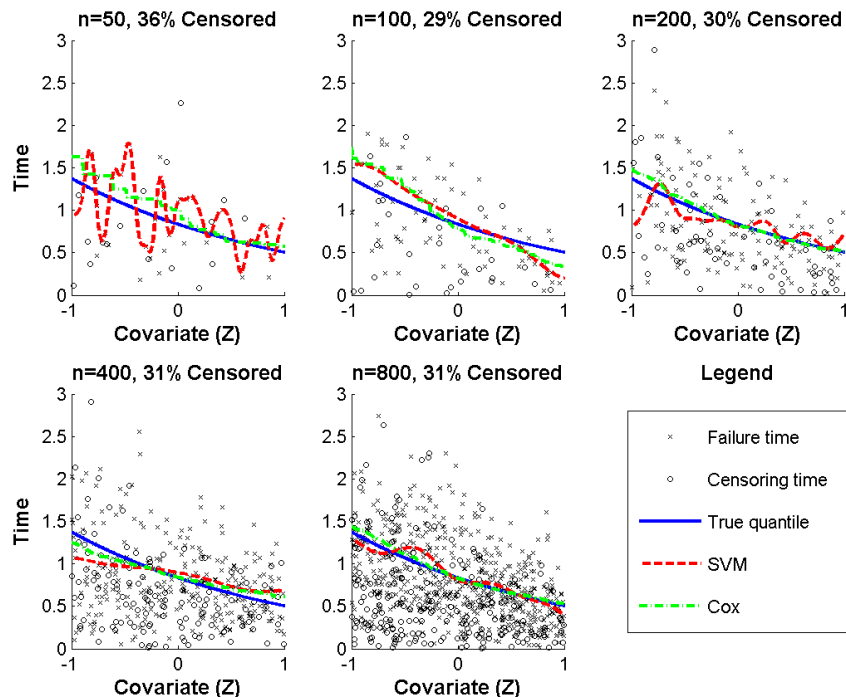 n=50, 36% Censored
n=100, 29% Censored
n=200, 30% Censored
3
2.5
2
1.5
1
0.5
0
Time
-1
0
1
Covariate (Z)
3
2.5
2
1.5
1
0.5
0
-1
0
1
Covariate (Z)
3
2.5
2
1.5
1
0.5
0
-1
0
1
Covariate (Z)
n=400, 31% Censored
n=800, 31% Censored
Legend
3
2.5
2
1.5
1
0.5
0
Time
-1
0
1
Covariate (Z)
3
2.5
2
1.5
1
0.5
0
-1
0
1
Covariate (Z)
Failure time
Censoring time
True quantile
SVM
Cox